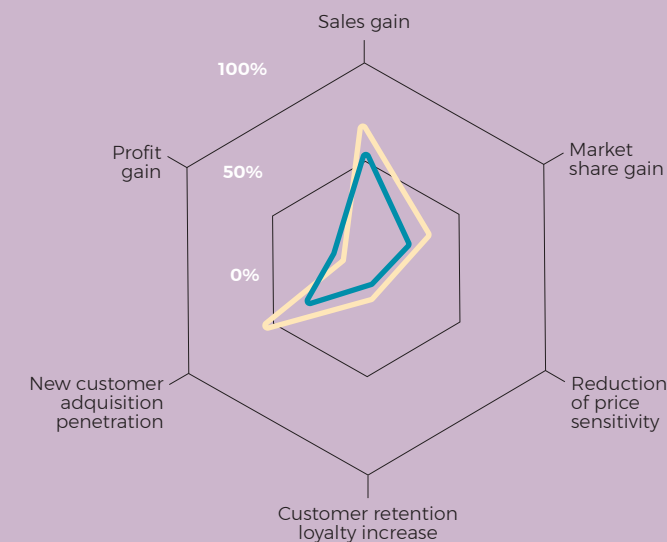 Sales gain
100%
Profit
gain
Market
share gain
50%
0%
New customer
adquisition
penetration
Reduction
of price
sensitivity
Customer retention
loyalty increase